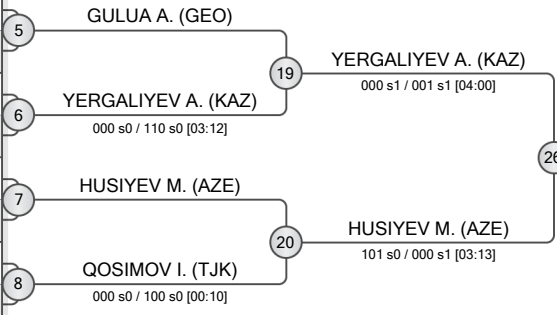 GULUA A. (GEO)
5
19
YERGALIYEV A. (KAZ)
000 s1 / 001 s1 [04:00]
YERGALIYEV A. (KAZ)
6
000 s0 / 110 s0 [03:12]
26
HUSIYEV M. (AZE)
7
20
HUSIYEV M. (AZE)
101 s0 / 000 s1 [03:13]
QOSIMOV I. (TJK)
8
000 s0 / 100 s0 [00:10]